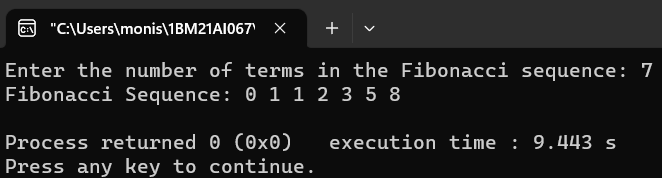 "C:\Users\monis\1BM21AI067\
Enter the number of terms in the Fibonacci sequence: 7
Fibonacci Sequence: 0 1 1 2 3 5 8
Process returned 0 (0x0)   execution time : 9.443 s
Press any key to continue.